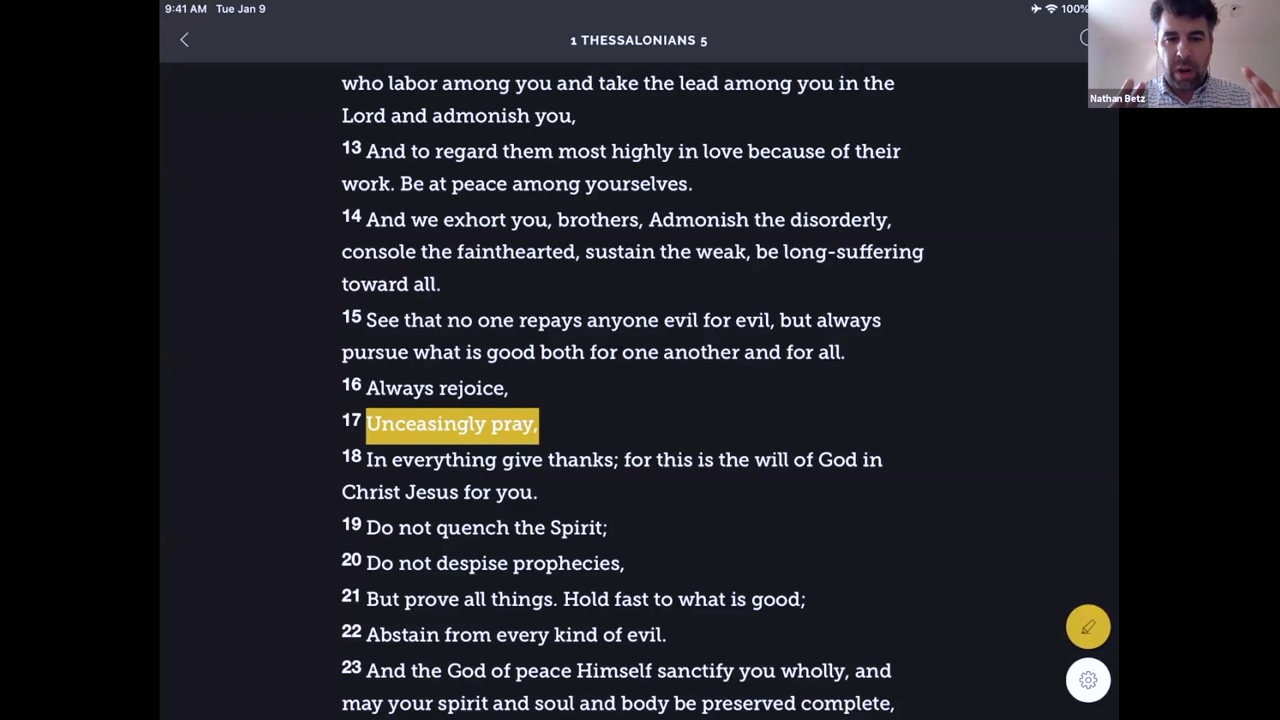 9:41 AM Tue Jan 9
100%
1 THESSALONIANS 5
Nathan Betz
who labor among you and take the lead among you in the
Lord and admonish you,
13 And to regard them most highly in love because of their
work. Be at peace among yourselves.
14 And we exhort you, brothers, Admonish the disorderly,
console the fainthearted, sustain the weak, be long-suffering
toward all.
15 See that no one repays anyone evil for evil, but always
pursue what is good both for one another and for all.
16 Always rejoice,
17 Unceasingly pray,
18 In everything give thanks; for this is the will of God in
Christ Jesus for you.
19 Do not quench the Spirit;
20 Do not despise prophecies,
21 But prove all things. Hold fast to what is good;
22 Abstain from every kind of evil.
23 And the God of peace Himself sanctify you wholly, and
may your spirit and soul and body be preserved complete,